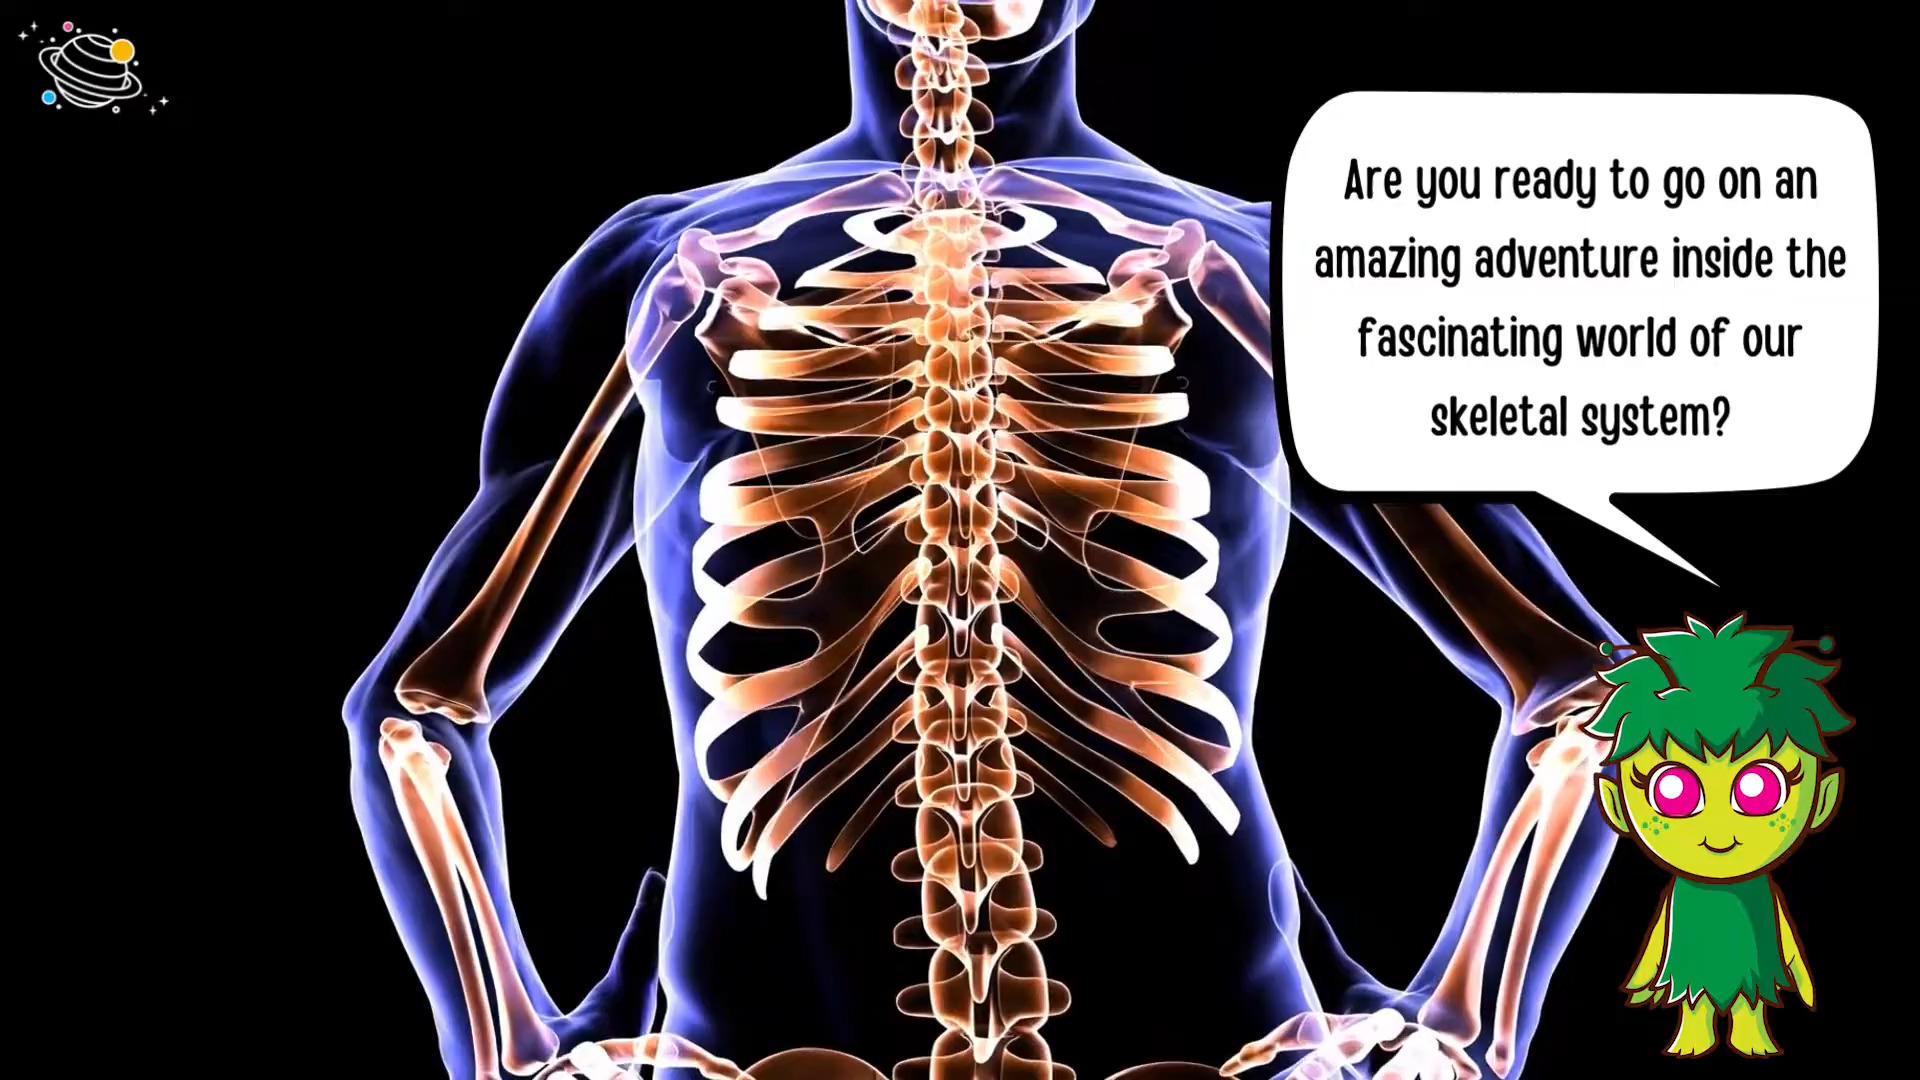 Are you ready to go on an
amazing adventure inside the
fascinating world of our
skeletal system?